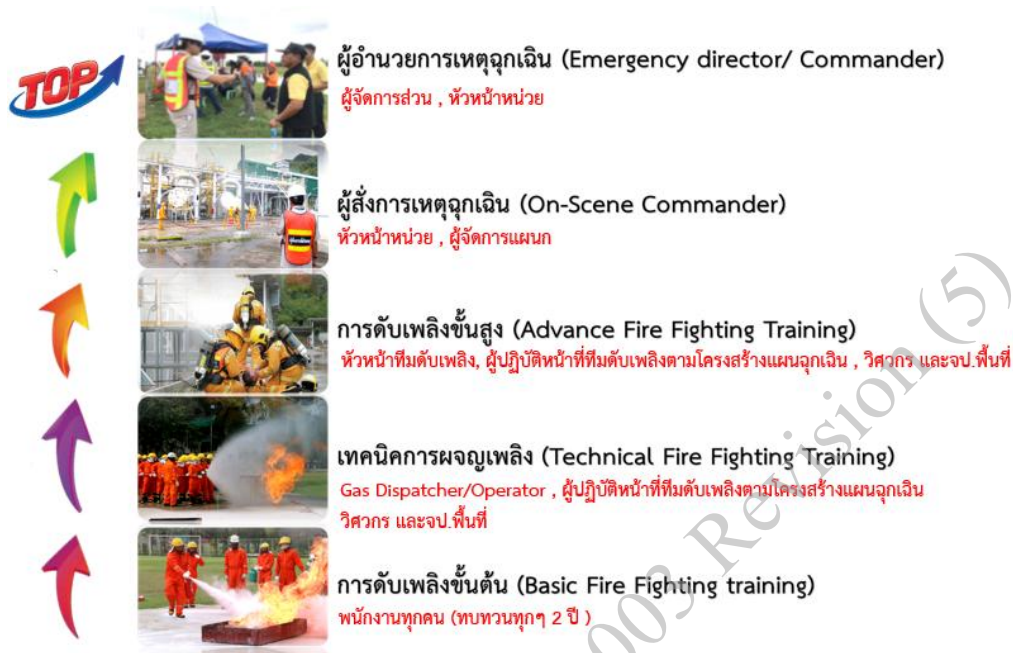 TOP
ผู้อำนวยการเหตุฉุกเฉิน (Emergency director/ Commander)
ผู้จัดการส่วน , หัวหน้าหน่วย
ผู้สั่งการเหตุฉุกเฉิน (On-Scene Commander)
หัวหน้าหน่วย , ผู้จัดการแผนก
การดับเพลิงขั้นสูง (Advance Fire Fighting Training)
หัวหน้าทีมดับเพลิง, ผู้ปฏิบัติหน้าที่ทีมดับเพลิงตามโครงสร้างแผนฉุกเฉิน , วิศวกร และจป.พื้นที่
เทคนิคการผจญเพลิง (Technical Fire Fighting Training)
Gas Dispatcher/Operator , ผู้ปฏิบัติหน้าที่ทีมดับเพลิงตามโครงสร้างแผนฉุกเฉิน
วิศวกร และจป.พื้นที่
การดับเพลิงขั้นต้น (Basic Fire Fighting training)
พนักงานทุกคน (ทบทวนทุกๆ 2 ปี )
003 Revision (5)